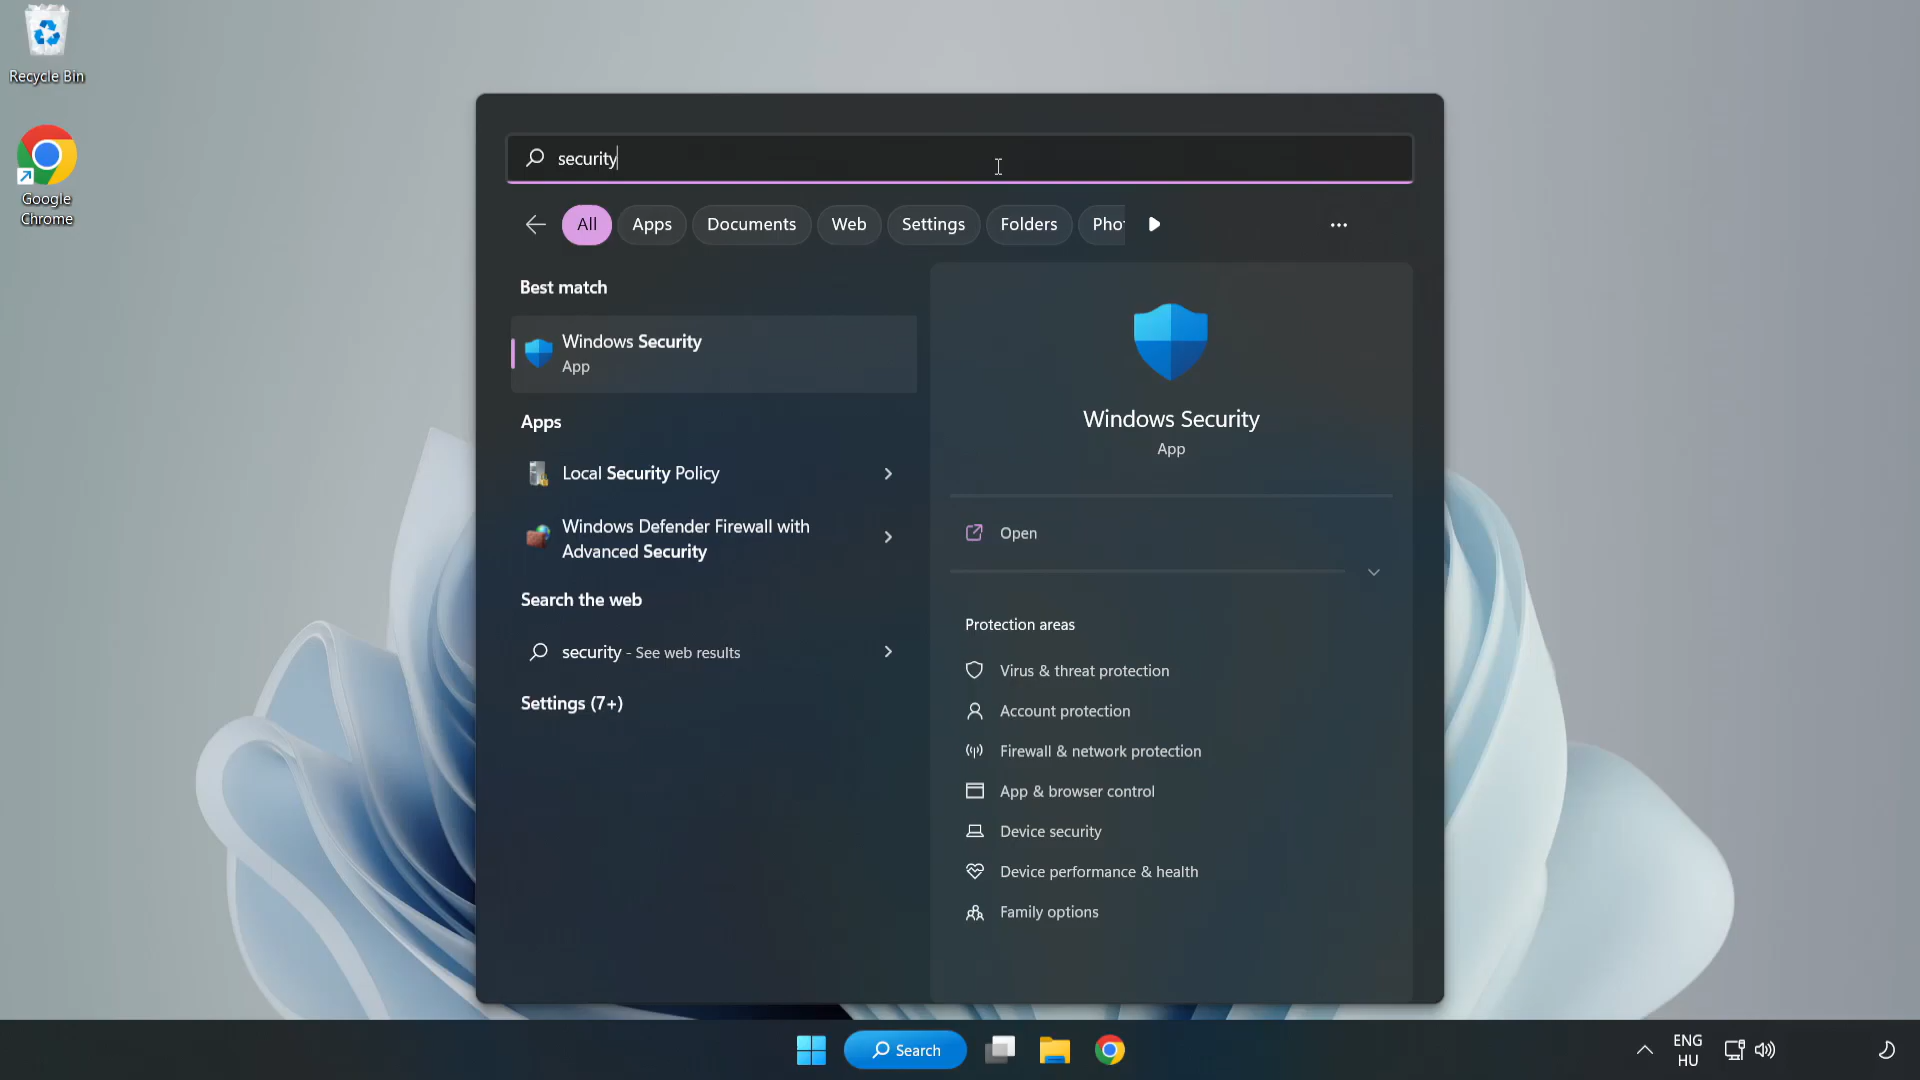 Recycle Bin
Google
Chrome
security
All
Apps
Documents
Web
Settings
Folders
Best match
Windows Security
App
Apps
Local Security Policy
Windows Defender Firewall with
Advanced Security
Search the web
security - See web results
Settings (7+)
Windows Security
App
Open
Protection areas
Virus & threat protection
Account protection
Firewall & network protection
App & browser control
Device security
Device performance & health
Family options
Search
ENG
HU